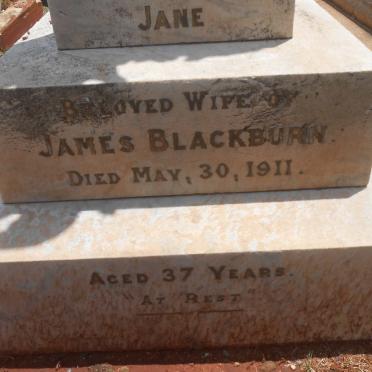 JANE
BELOVED WIFE OF
JAMES BLACKBURN.
DIED MAY, 30, 1911.
AGED 37 YEARS.
"AT REST"